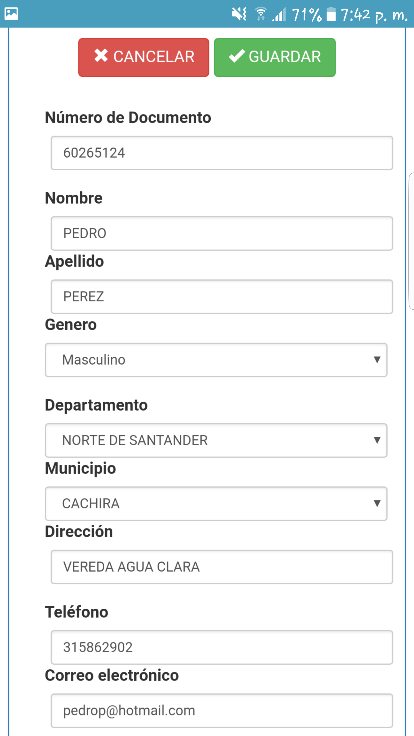 71% 7:42 p. m.
CANCELAR GUARDAR
Número de Documento
60265124
Nombre
PEDRO
Apellido
PEREZ
Genero
Masculino
Departamento
NORTE DE SANTANDER
Municipio
CACHIRA
Dirección
VEREDA AGUA CLARA
Teléfono
315862902
Correo electrónico
pedrop@hotmail.com